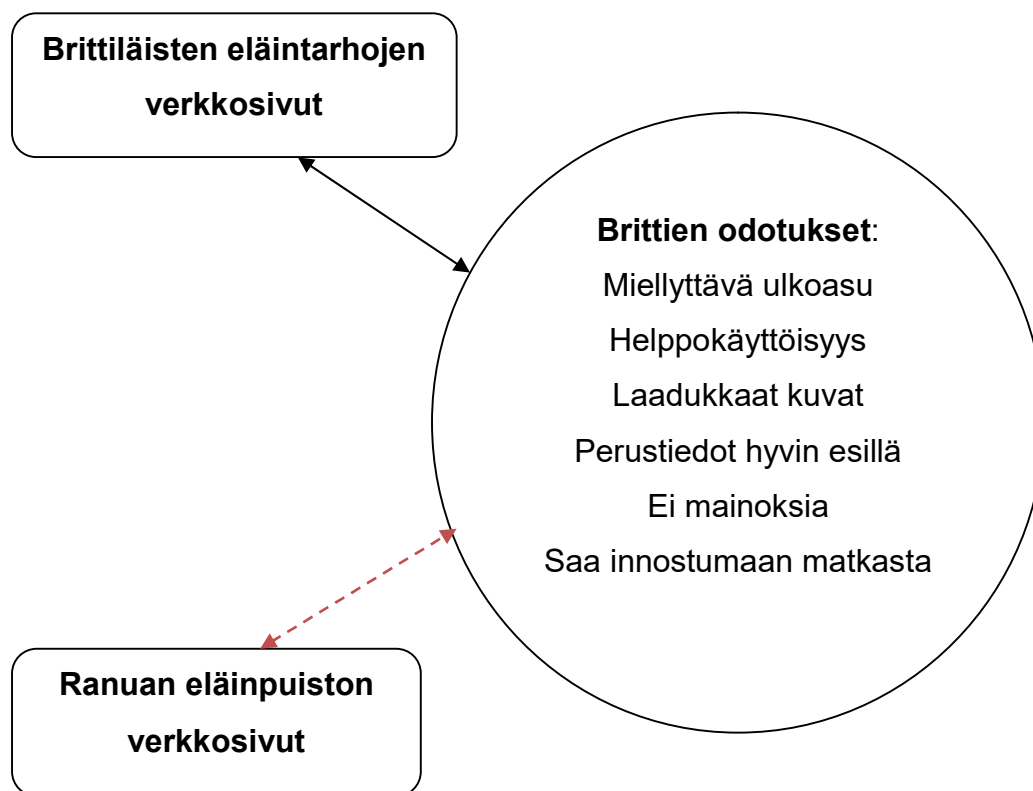 Brittiläisten eläintarhojen
verkkosivut
Brittien odotukset:
Miellyttävä ulkoasu
Helppokäyttöisyys
Laadukkaat kuvat
Perustiedot hyvin esillä
Ei mainoksia
Saa innostumaan matkasta
Ranuan eläinpuiston
verkkosivut